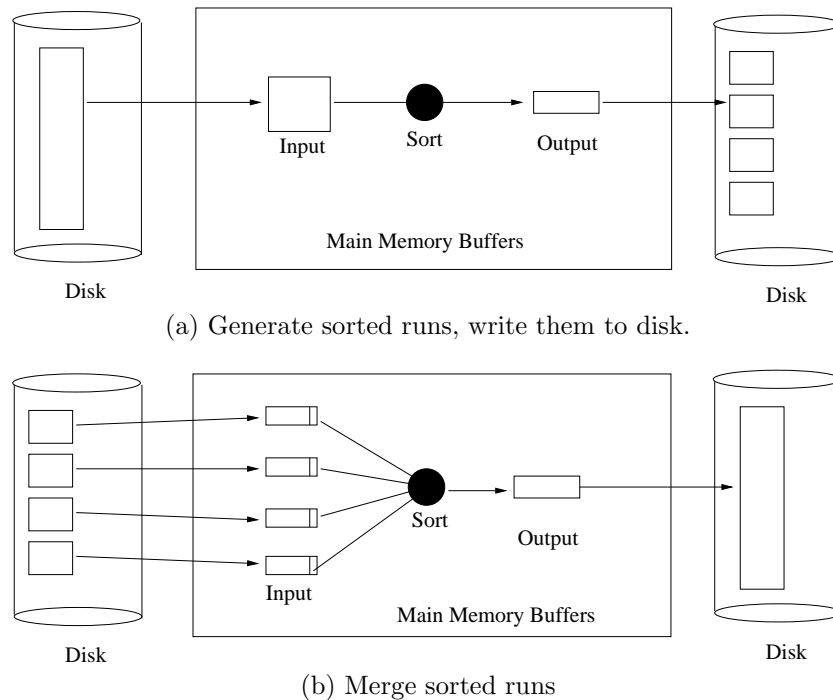 Input
Sort
Output
Main Memory Buffers
Disk
Disk
(a) Generate sorted runs, write them to disk.
Sort
Output
Input
Main Memory Buffers
Disk
Disk
(b) Merge sorted runs